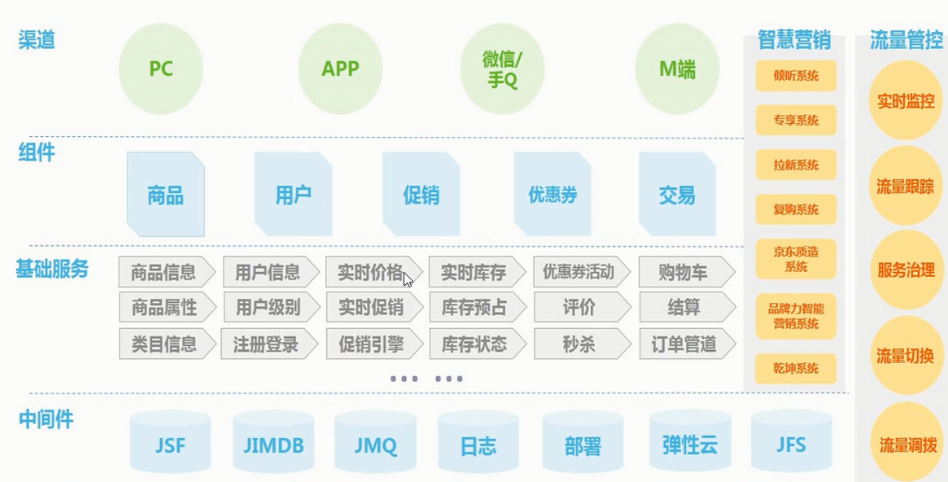 渠道
PC
APP
微信/
手Q
M端
组件
商品
用户
促销
优惠券
交易
基础服务
商品信息
用户信息
实时价格
实时库存
优惠券活动
购物车
商品属性
用户级别
实时促销
库存预占
评价
结算
类目信息
注册登录
促销引擎
库存状态
秒杀
订单管道
... ...
中间件
JSF
JIMDB
JMQ
日志
部署
弹性云
JFS
智慧营销
倾听系统
专享系统
拉新系统
复购系统
京东质造
系统
品牌力智能
营销系统
乾坤系统
流量管控
实时监控
流量跟踪
服务治理
流量切换
流量调拨